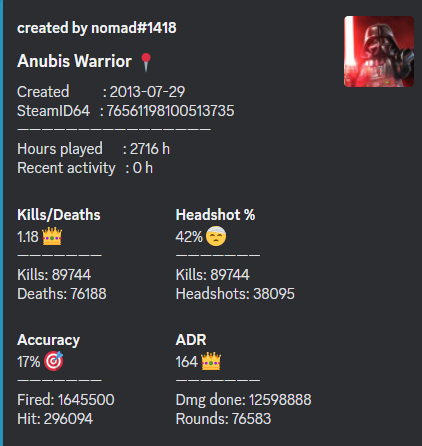 created by nomad#1418
Anubis Warrior
Created : 2013-07-29
SteamID64 : 76561198100513735
————————————————
Hours played : 2716 h
Recent activity : 0 h
Kills/Deaths
1.18
———————
Kills: 89744
Deaths: 76188
Headshot %
42%
———————
Kills: 89744
Headshots: 38095
Accuracy
17%
———————
Fired: 1645500
Hit: 296094
ADR
164
———————
Dmg done: 12598888
Rounds: 76583